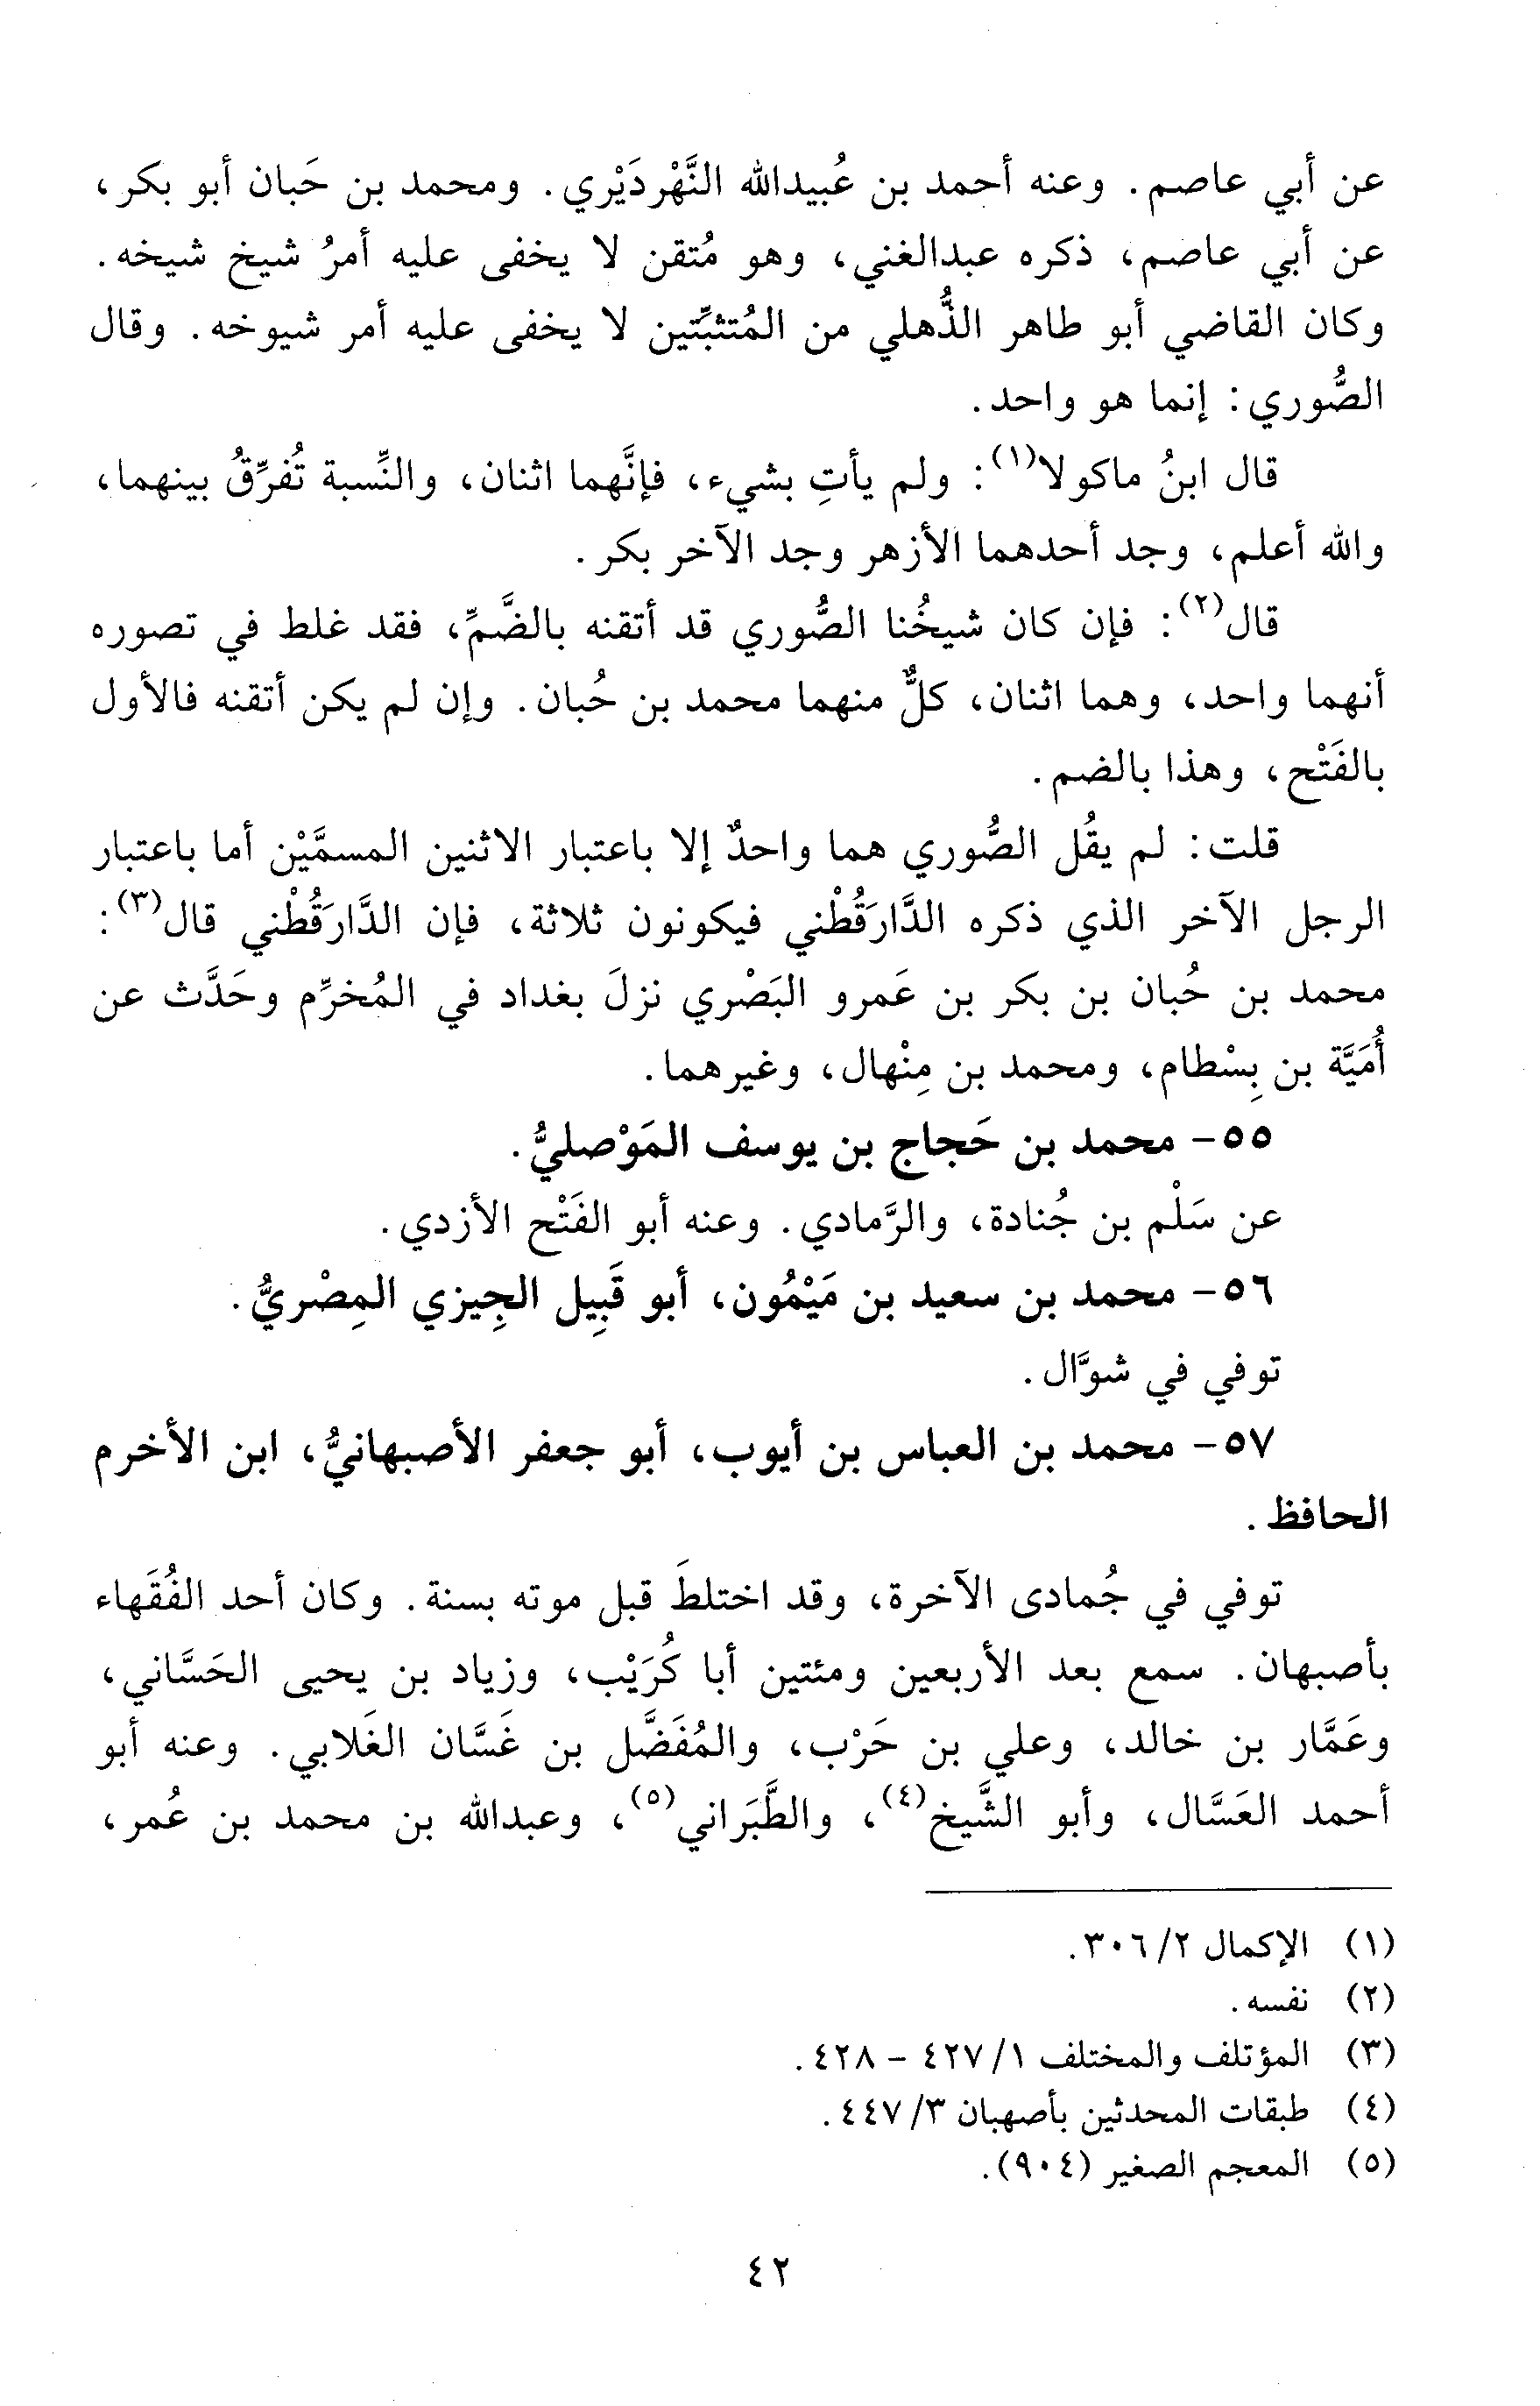 عن أبي عاصم. وعنه أحمد بن عُبيدالله النَّهْردَيْري. ومحمد بن حَبان أبو بكر،
عن أبي عاصم، ذكره عبدالغني، وهو مُتقن لا يخفى عليه أمرُ شيخ شيخه.
وكان القاضي أبو طاهر الذُّهلي من المُتثبِّتين لا يخفى عليه أمر شيوخه. وقال
الصُّوري: إنما هو واحد.
قال ابنُ ماكولا(١): ولم يأتِ بشيء، فإنَّهما اثنان، والنِّسبة تُفرِّقُ بينهما،
والله أعلم، وجد أحدهما الأزهر وجد الآخر بكر.
قال(٢): فإن كان شيخُنا الصُّوري قد أتقنه بالضَّمِّ، فقد غلط في تصوره
أنهما واحد، وهما اثنان، كلٌّ منهما محمد بن حُبان. وإن لم يكن أتقنه فالأول
بالفَتْح، وهذا بالضم.
قلت: لم يقُل الصُّوري هما واحدٌ إلا باعتبار الاثنين المسمَّيْن أما باعتبار
الرجل الآخر الذي ذكره الدَّارَقُطْني فيكونون ثلاثة، فإن الدَّارَقُطْني قال(٣):
محمد بن حُبان بن بكر بن عَمرو البَصْري نزلَ بغداد في المُخرِّم وحَدَّث عن
أُمَيَّة بن بِسْطام، ومحمد بن مِنْهال، وغيرهما.
٥٥- محمد بن حَجاج بن يوسف المَوْصليُّ.
عن سَلْم بن جُنادة، والرَّمادي. وعنه أبو الفَتْح الأزدي.
٥٦- محمد بن سعيد بن مَيْمُون، أبو قَبِيل الجِيزي المِصْريُّ.
توفي في شوَّال.
٥٧- محمد بن العباس بن أيوب، أبو جعفر الأصبهانيُّ، ابن الأخرم
الحافظ.
توفي في جُمادى الآخرة، وقد اختلطَ قبل موته بسنة. وكان أحد الفُقَهاء
بأصبهان. سمع بعد الأربعين ومئتين أبا كُرَيْب، وزياد بن يحيى الحَسَّاني،
وعَمَّار بن خالد، وعلي بن حَرْب، والمُفَضَّل بن غَسَّان الغَلابي. وعنه أبو
أحمد العَسَّال، وأبو الشَّيخ(٤)، والطَّبَراني(٥)، وعبدالله بن محمد بن عُمر،
(١) الإكمال ٢/ ٣٠٦.
(٢) نفسه.
(٣) المؤتلف والمختلف ١/ ٤٢٧ - ٤٢٨.
(٤) طبقات المحدثين بأصهبان ٣/ ٤٤٧.
(٥) المعجم الصغير (٩٠٤).
٤٢